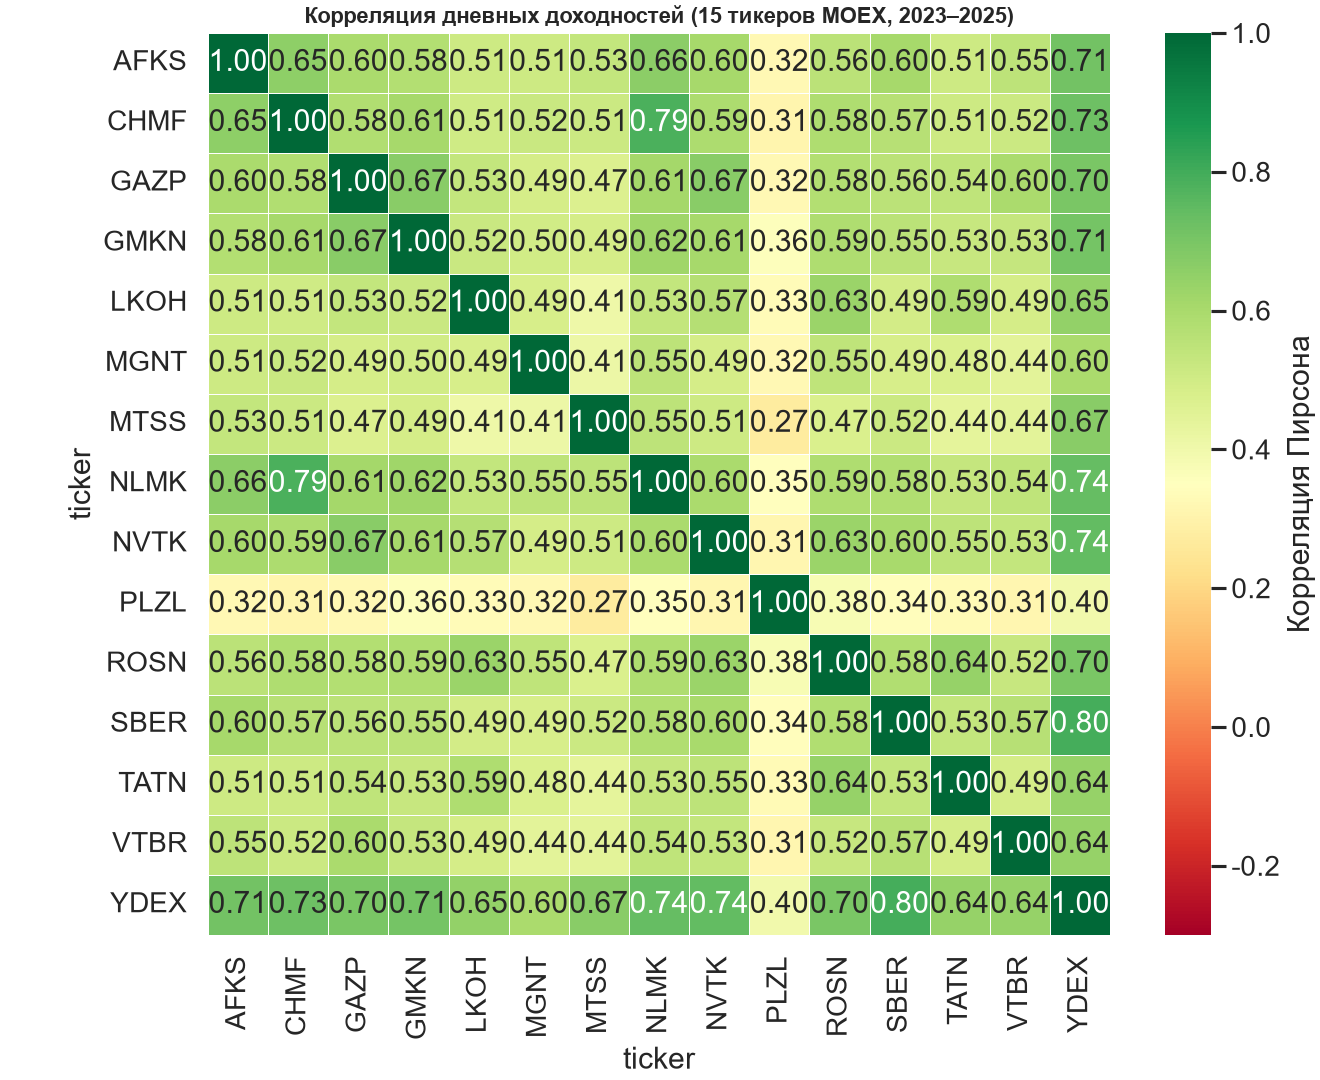 Корреляция дневных доходностей (15 тикеров MOEX, 2023–2025)
AFKS 1.00 0.65 0.60 0.58 0.51 0.51 0.53 0.66 0.60 0.32 0.56 0.60 0.51 0.55 0.71
CHMF 0.65 1.00 0.58 0.61 0.51 0.52 0.51 0.79 0.59 0.31 0.58 0.57 0.51 0.52 0.73
GAZP 0.60 0.58 1.00 0.67 0.53 0.49 0.47 0.61 0.67 0.32 0.58 0.56 0.54 0.60 0.70
GMKN 0.58 0.61 0.67 1.00 0.52 0.50 0.49 0.62 0.61 0.36 0.59 0.55 0.53 0.53 0.71
LKOH 0.51 0.51 0.53 0.52 1.00 0.49 0.41 0.53 0.57 0.33 0.63 0.49 0.59 0.49 0.65
MGNT 0.51 0.52 0.49 0.50 0.49 1.00 0.41 0.55 0.49 0.32 0.55 0.49 0.48 0.44 0.60
MTSS 0.53 0.51 0.47 0.49 0.41 0.41 1.00 0.55 0.51 0.27 0.47 0.52 0.44 0.44 0.67
NLMK 0.66 0.79 0.61 0.62 0.53 0.55 0.55 1.00 0.60 0.35 0.59 0.58 0.53 0.54 0.74
NVTK 0.60 0.59 0.67 0.61 0.57 0.49 0.51 0.60 1.00 0.31 0.63 0.60 0.55 0.53 0.74
PLZL 0.32 0.31 0.32 0.36 0.33 0.32 0.27 0.35 0.31 1.00 0.38 0.34 0.33 0.31 0.40
ROSN 0.56 0.58 0.58 0.59 0.63 0.55 0.47 0.59 0.63 0.38 1.00 0.58 0.64 0.52 0.70
SBER 0.60 0.57 0.56 0.55 0.49 0.49 0.52 0.58 0.60 0.34 0.58 1.00 0.53 0.57 0.80
TATN 0.51 0.51 0.54 0.53 0.59 0.48 0.44 0.53 0.55 0.33 0.64 0.53 1.00 0.49 0.64
VTBR 0.55 0.52 0.60 0.53 0.49 0.44 0.44 0.54 0.53 0.31 0.52 0.57 0.49 1.00 0.64
YDEX 0.71 0.73 0.70 0.71 0.65 0.60 0.67 0.74 0.74 0.40 0.70 0.80 0.64 0.64 1.00
AFKS CHMF GAZP GMKN LKOH MGNT MTSS NLMK NVTK PLZL ROSN SBER TATN VTBR YDEX
ticker
ticker
1.0
0.8
0.6
0.4
0.2
0.0
-0.2
Корреляция Пирсона